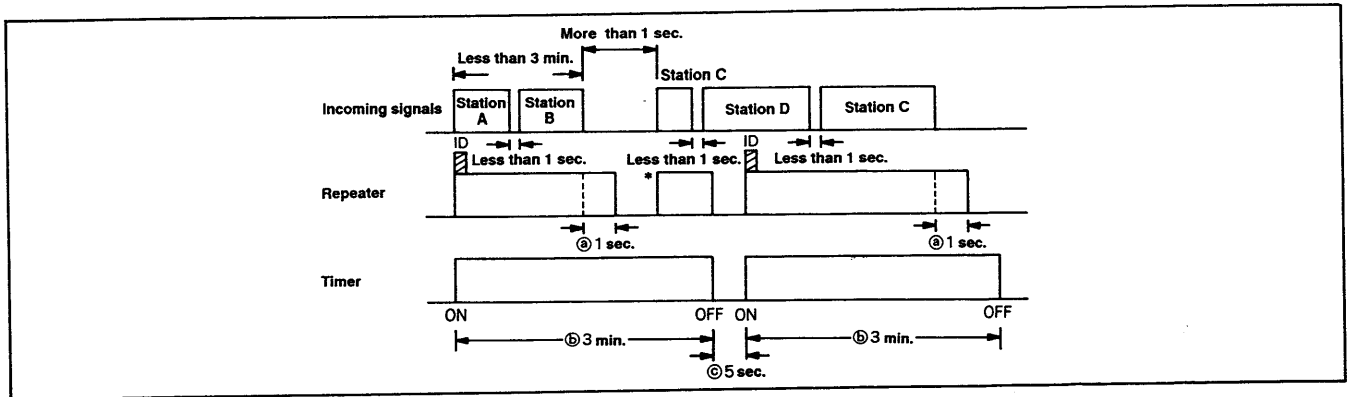 More than 1 sec.
Less than 3 min.
Station C
Incoming signals
Station A
Station B
Station D
Station C
ID
Less than 1 sec.
Less than 1 sec.
ID
Less than 1 sec.
*
Repeater
ⓐ 1 sec.
ⓐ 1 sec.
Timer
ON
OFF
ON
OFF
ⓑ 3 min.
ⓑ 3 min.
ⓒ 5 sec.